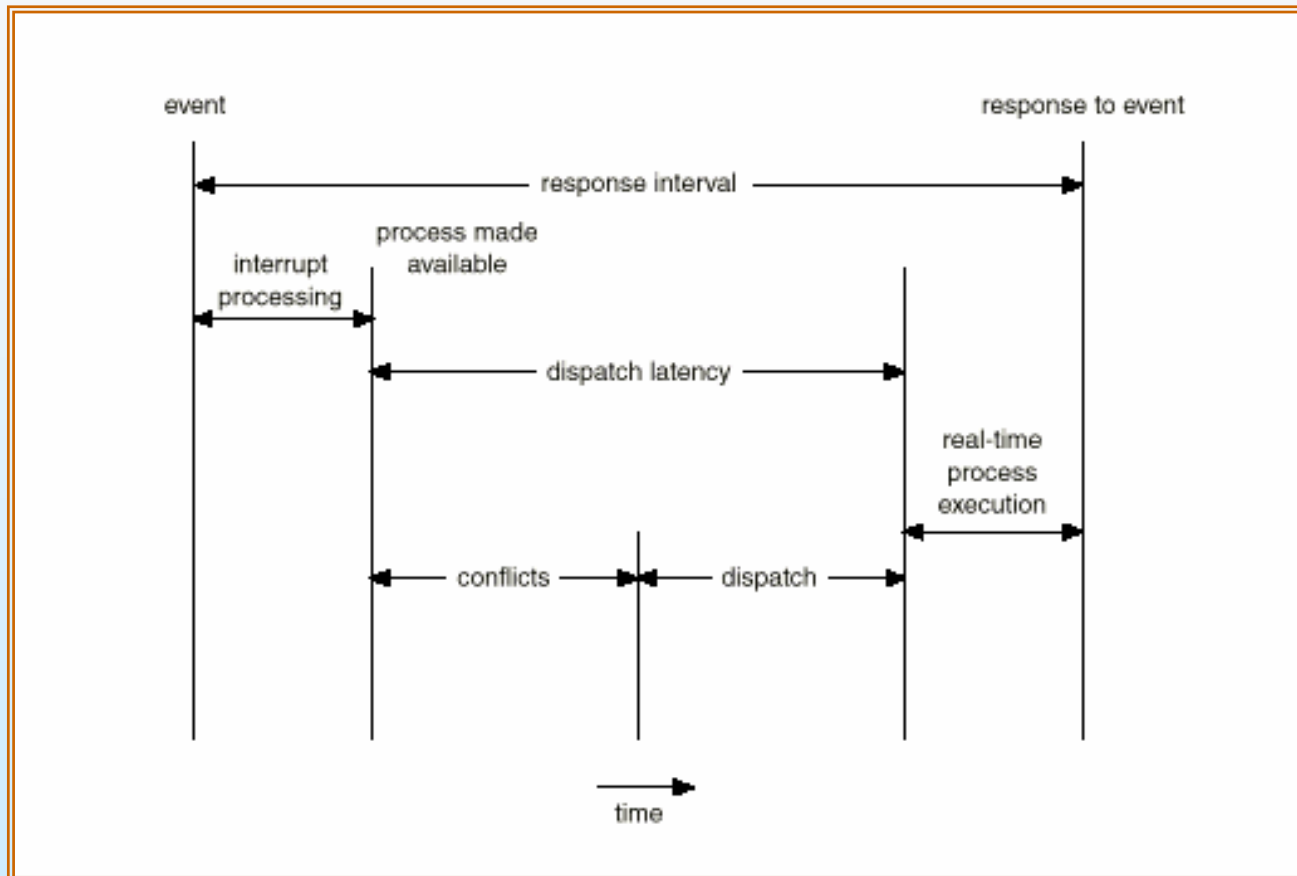 event
response to event
response interval
process made
available
interrupt
processing
dispatch latency
real-time
process
execution
conflicts
dispatch
time